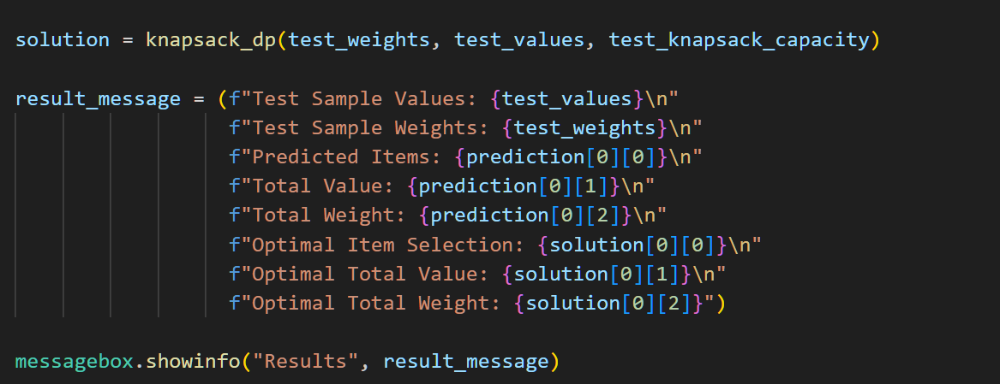 solution = knapsack_dp(test_weights, test_values, test_knapsack_capacity)
result_message = (f"Test Sample Values: {test_values}\n"
f"Test Sample Weights: {test_weights}\n"
f"Predicted Items: {prediction[0][0]}\n"
f"Total Value: {prediction[0][1]}\n"
f"Total Weight: {prediction[0][2]}\n"
f"Optimal Item Selection: {solution[0][0]}\n"
f"Optimal Total Value: {solution[0][1]}\n"
f"Optimal Total Weight: {solution[0][2]}")
messagebox.showinfo("Results", result_message)